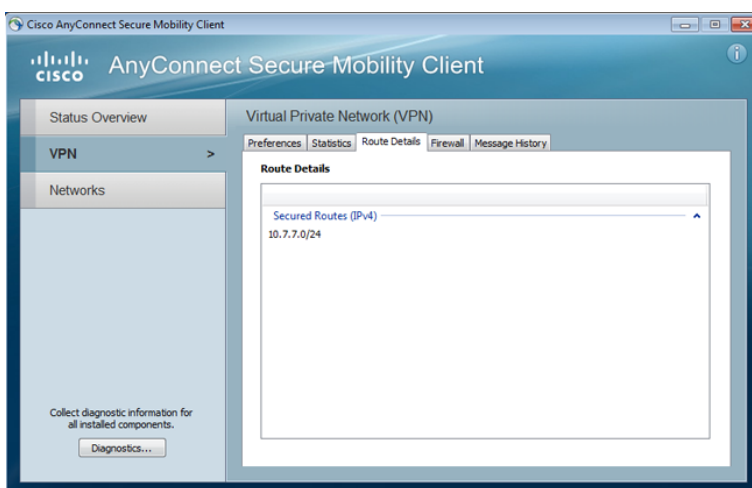 Cisco AnyConnect Secure Mobility Client
CISCO AnyConnect Secure Mobility Client
Status Overview
VPN >
Networks
Collect diagnostic information for
all installed components.
Diagnostics...
Virtual Private Network (VPN)
Preferences Statistics Route Details Firewall Message History
Route Details
Secured Routes (IPv4)
10.7.7.0/24